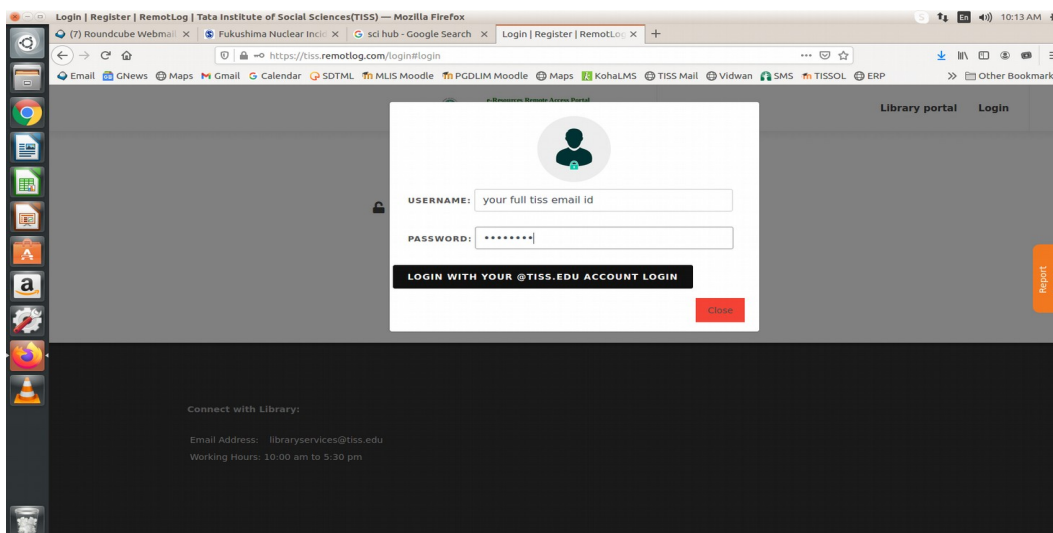 Login | Register | RemotLog | Tata Institute of Social Sciences(TISS) — Mozilla Firefox
En 10:13 AM
(7) Roundcube Webmail × Fukushima Nuclear Incid × G sci hub - Google Search × Login | Register | RemotLog × +
https://tiss.remotlog.com/login#login
Email GNews Maps Gmail Calendar SDTML MLIS Moodle PGDLIM Moodle Maps KohaLMS TISS Mail Vidwan SMS TISSOL ERP >> Other Bookmark
e-Resources Remote Access Portal
Library portal Login
USERNAME: your full tiss email id
PASSWORD: ••••••••
LOGIN WITH YOUR @TISS.EDU ACCOUNT LOGIN
Report
Close
Connect with Library:
Email Address: libraryservices@tiss.edu
Working Hours: 10:00 am to 5:30 pm